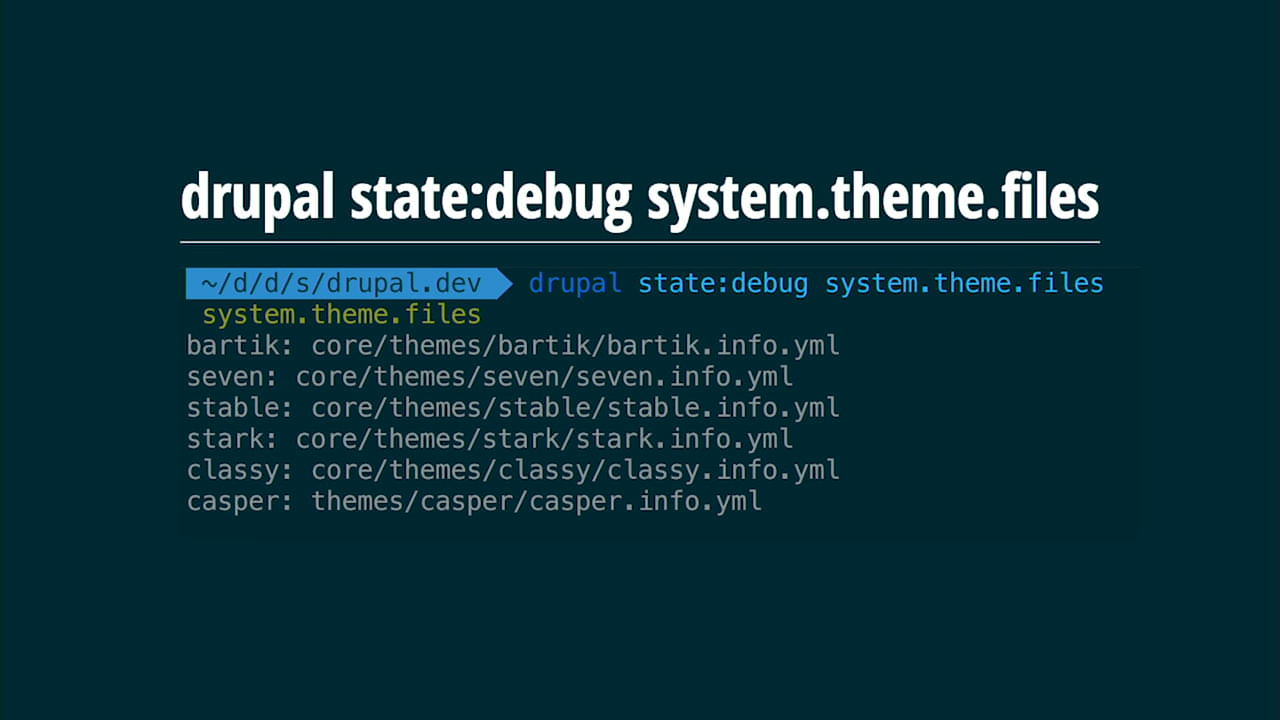 drupal state:debug system.theme.files
~/d/d/s/drupal.dev drupal state:debug system.theme.files
system.theme.files
bartik: core/themes/bartik/bartik.info.yml
seven: core/themes/seven/seven.info.yml
stable: core/themes/stable/stable.info.yml
stark: core/themes/stark/stark.info.yml
classy: core/themes/classy/classy.info.yml
casper: themes/casper/casper.info.yml